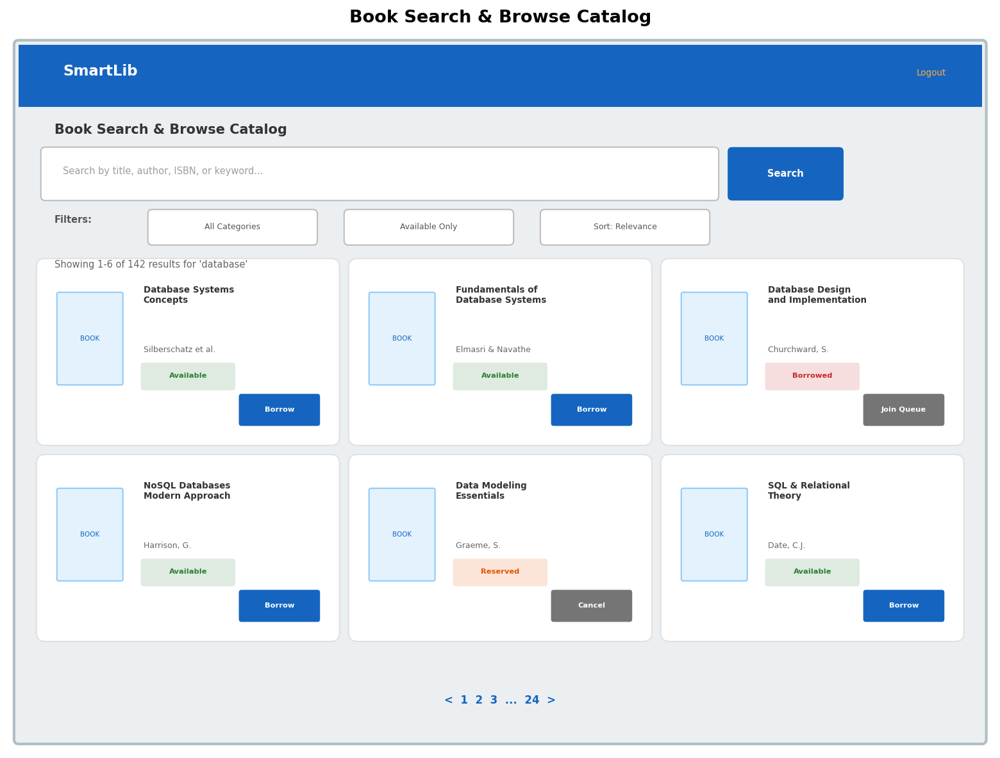 Book Search & Browse Catalog
SmartLib
Logout
Book Search & Browse Catalog
Search by title, author, ISBN, or keyword...
Search
Filters:
All Categories
Available Only
Sort: Relevance
Showing 1-6 of 142 results for 'database'
BOOK
Database Systems
Concepts
Silberschatz et al.
Available
Borrow
BOOK
Fundamentals of
Database Systems
Elmasri & Navathe
Available
Borrow
BOOK
Database Design
and Implementation
Churchward, S.
Borrowed
Join Queue
BOOK
NoSQL Databases
Modern Approach
Harrison, G.
Available
Borrow
BOOK
Data Modeling
Essentials
Graeme, S.
Reserved
Cancel
BOOK
SQL & Relational
Theory
Date, C.J.
Available
Borrow
< 1 2 3 ... 24 >